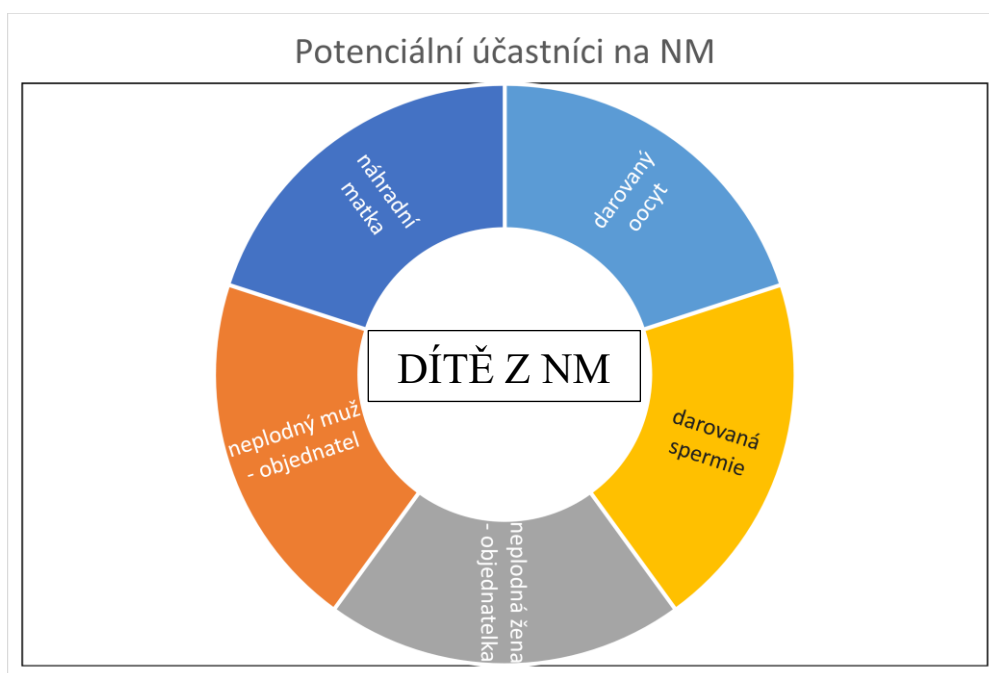 Potenciální účastníci na NM
náhradní
matka
darovaný
oocyt
DÍTĚ Z NM
neplodný muž
- objednatel
darovaná
spermie
neplodná žena
- objednatelka